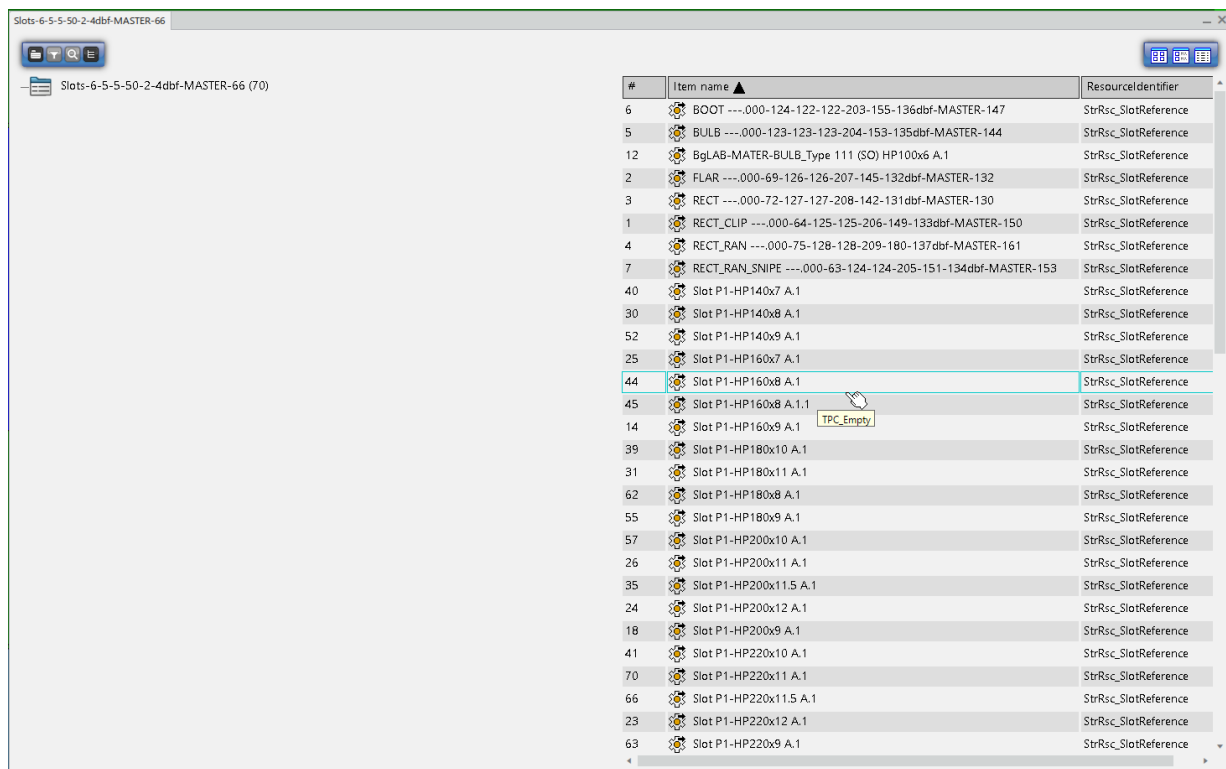 Slots-6-5-5-50-2-4dbf-MASTER-66
Slots-6-5-5-50-2-4dbf-MASTER-66 (70)
# Item name ResourceIdentifier
6 BOOT ---.000-124-122-122-203-155-136dbf-MASTER-147 StrRsc_SlotReference
5 BULB ---.000-123-123-123-204-153-135dbf-MASTER-144 StrRsc_SlotReference
12 BgLAB-MATER-BULB_Type 111 (SO) HP100x6 A.1 StrRsc_SlotReference
2 FLAR ---.000-69-126-126-207-145-132dbf-MASTER-132 StrRsc_SlotReference
3 RECT ---.000-72-127-127-208-142-131dbf-MASTER-130 StrRsc_SlotReference
1 RECT_CLIP ---.000-64-125-125-206-149-133dbf-MASTER-150 StrRsc_SlotReference
4 RECT_RAN ---.000-75-128-128-209-180-137dbf-MASTER-161 StrRsc_SlotReference
7 RECT_RAN_SNIPE ---.000-63-124-124-205-151-134dbf-MASTER-153 StrRsc_SlotReference
40 Slot P1-HP140x7 A.1 StrRsc_SlotReference
30 Slot P1-HP140x8 A.1 StrRsc_SlotReference
52 Slot P1-HP140x9 A.1 StrRsc_SlotReference
25 Slot P1-HP160x7 A.1 StrRsc_SlotReference
44 Slot P1-HP160x8 A.1 StrRsc_SlotReference
45 Slot P1-HP160x8 A.1.1 StrRsc_SlotReference
TPC_Empty
14 Slot P1-HP160x9 A.1 StrRsc_SlotReference
39 Slot P1-HP180x10 A.1 StrRsc_SlotReference
31 Slot P1-HP180x11 A.1 StrRsc_SlotReference
62 Slot P1-HP180x8 A.1 StrRsc_SlotReference
55 Slot P1-HP180x9 A.1 StrRsc_SlotReference
57 Slot P1-HP200x10 A.1 StrRsc_SlotReference
26 Slot P1-HP200x11 A.1 StrRsc_SlotReference
35 Slot P1-HP200x11.5 A.1 StrRsc_SlotReference
24 Slot P1-HP200x12 A.1 StrRsc_SlotReference
18 Slot P1-HP200x9 A.1 StrRsc_SlotReference
41 Slot P1-HP220x10 A.1 StrRsc_SlotReference
70 Slot P1-HP220x11 A.1 StrRsc_SlotReference
66 Slot P1-HP220x11.5 A.1 StrRsc_SlotReference
23 Slot P1-HP220x12 A.1 StrRsc_SlotReference
63 Slot P1-HP220x9 A.1 StrRsc_SlotReference